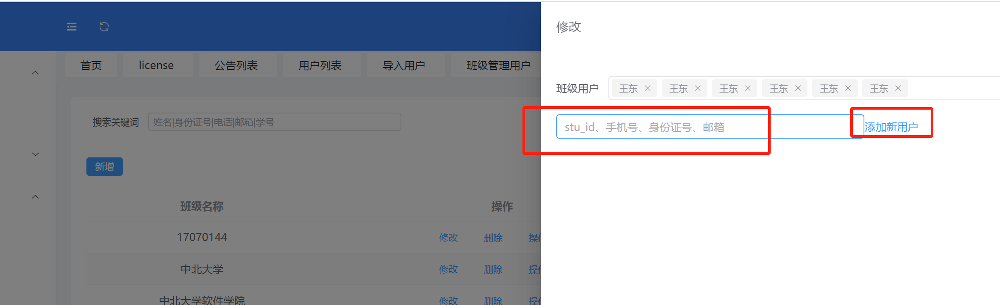 修改
首页 license 公告列表 用户列表 导入用户 班级管理用户
班级用户 王东 王东 王东 王东 王东 王东
搜索关键词 姓名|身份证号|电话|邮箱|学号
stu_id、手机号、身份证号、邮箱 添加新用户
新增
班级名称 操作
17070144 修改 删除 操
中北大学 修改 删除 操
中北大学软件学院 修改 删除 操